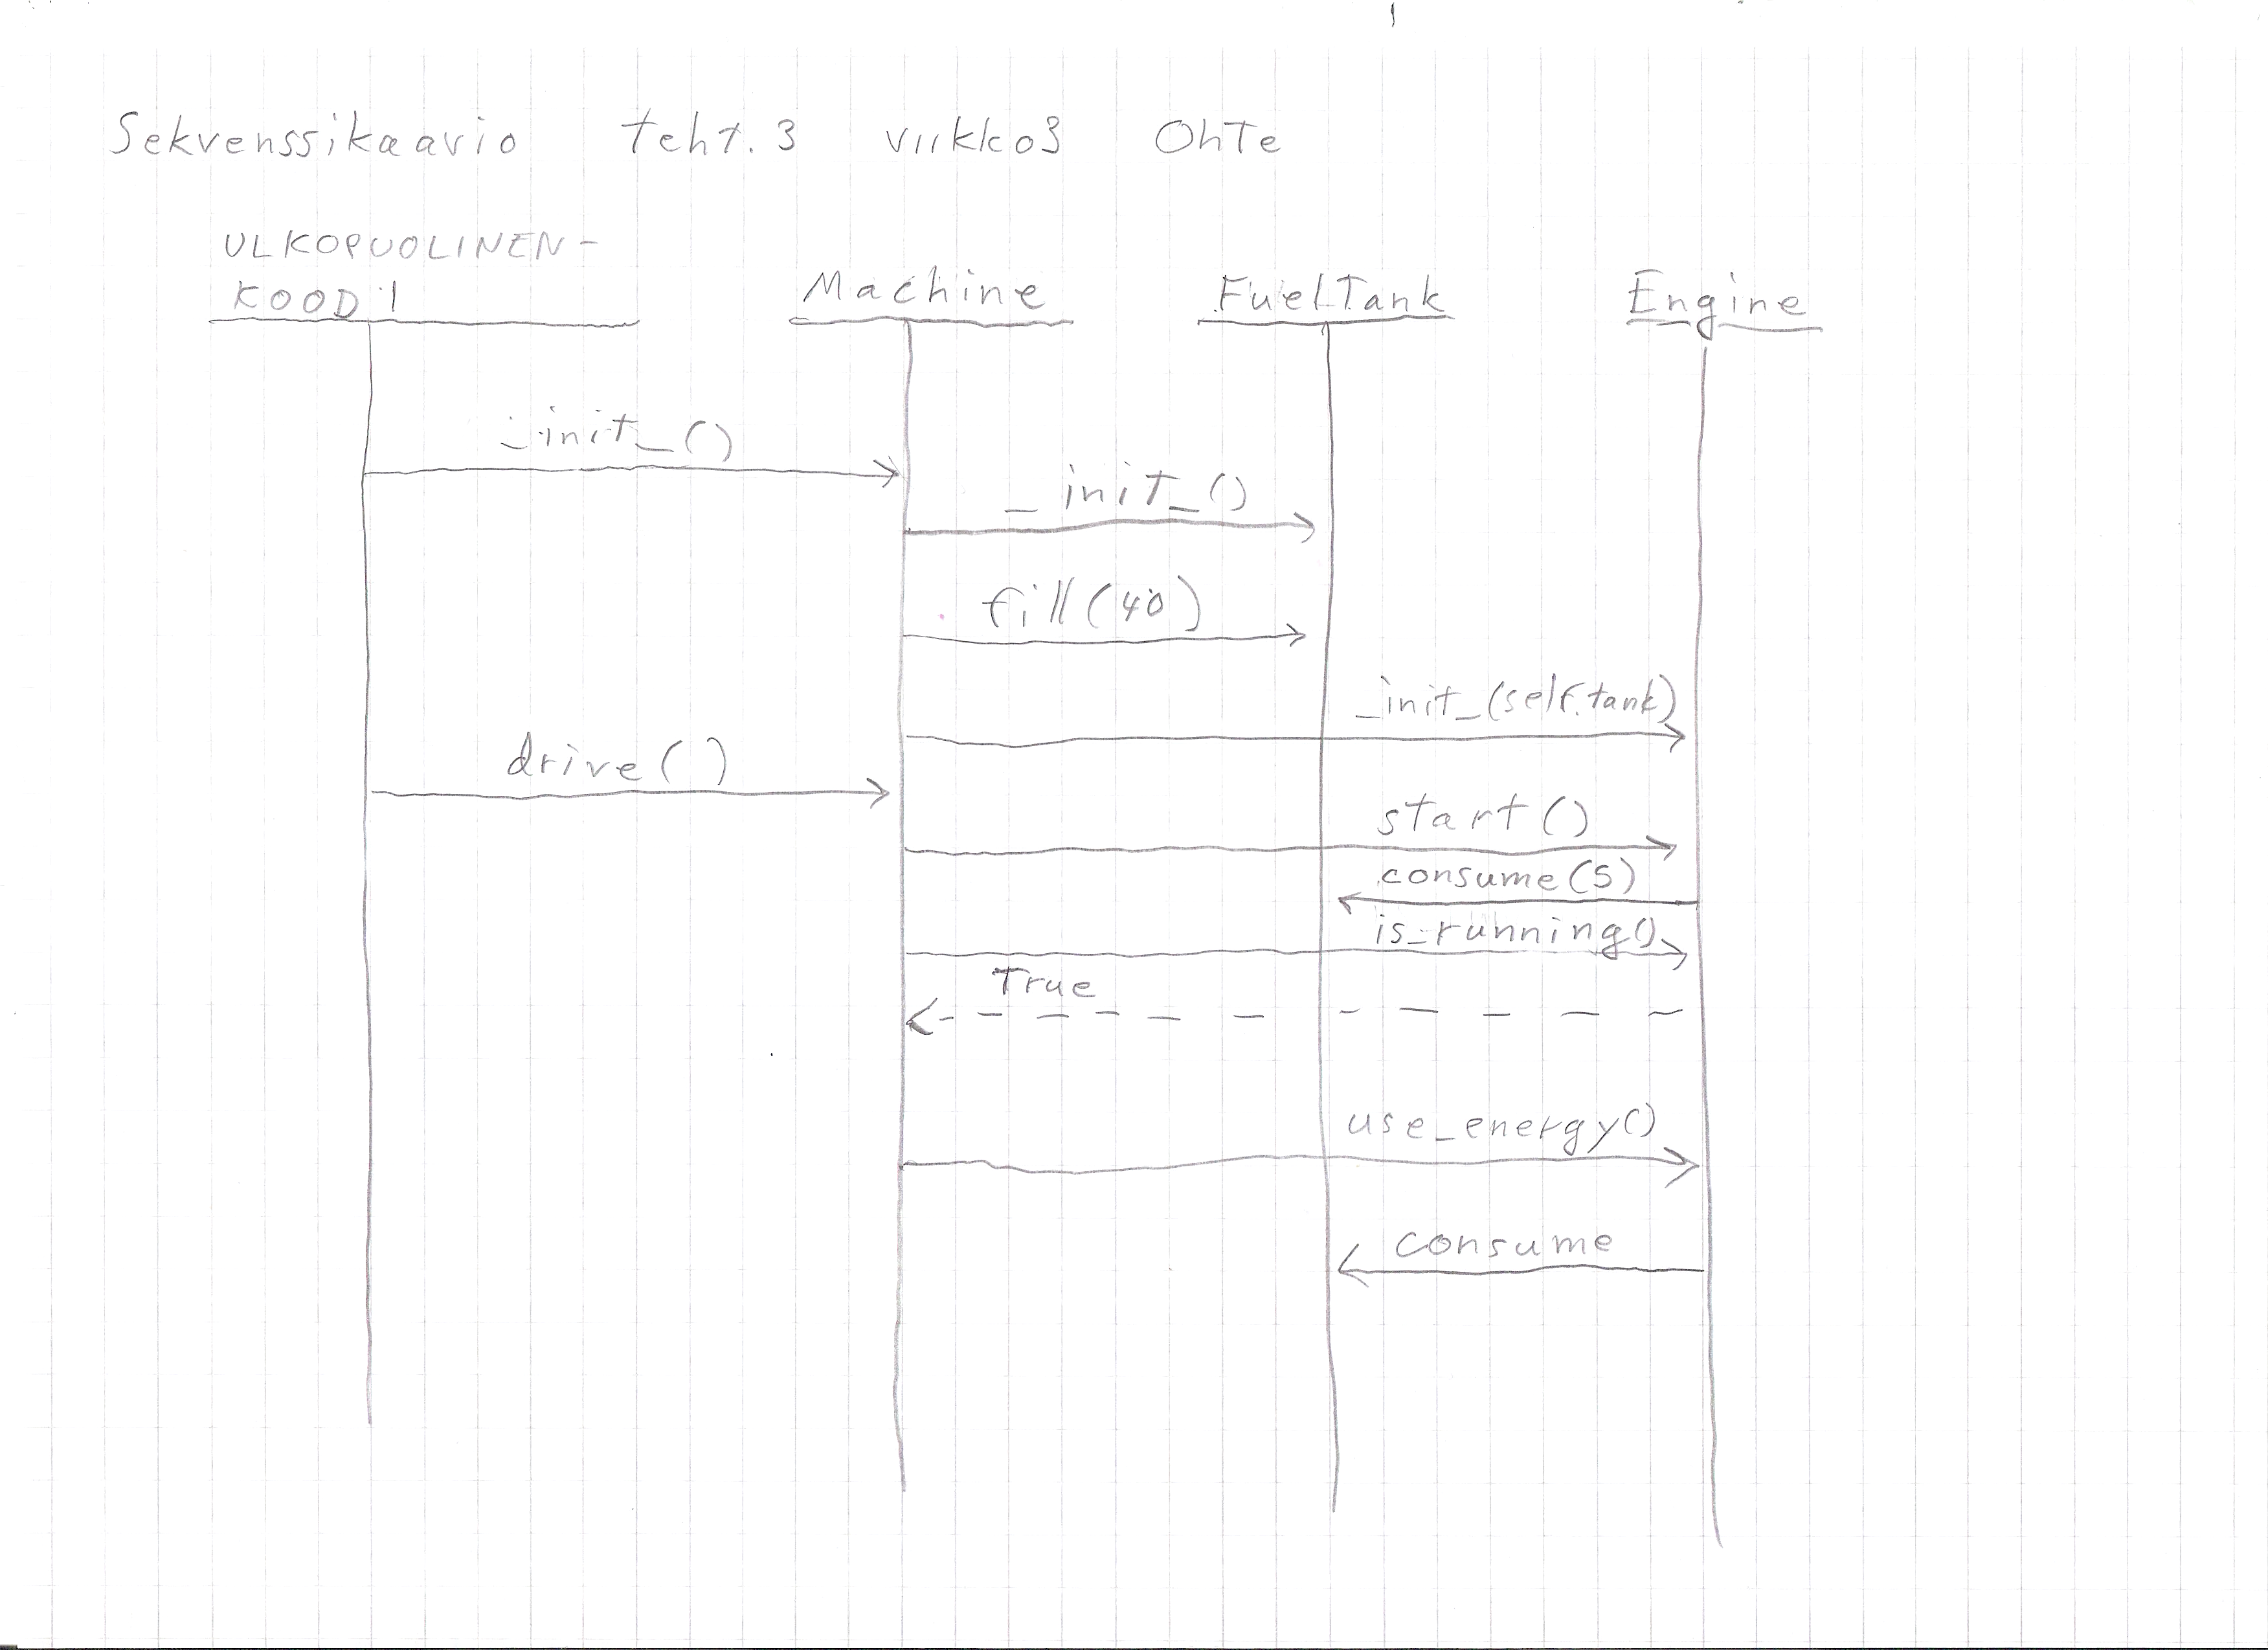 Sekvenssikaavio teht.3 viikko3 OhTe
ULKOPUOLINEN-
KOODI
Machine
FuelTank
Engine
_init_()
_init_()
fill(40)
_init_(self.tank)
drive()
start()
consume(5)
is_running()
True
use_energy()
consume